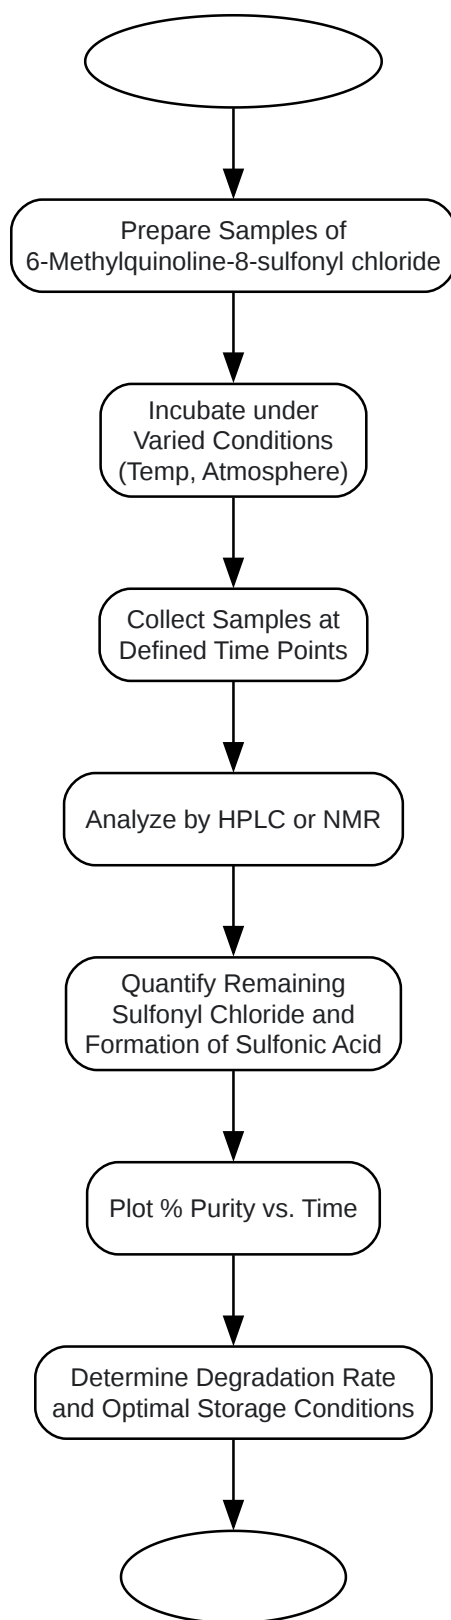 Prepare Samples of
6-Methylquinoline-8-sulfonyl chloride
Incubate under
Varied Conditions
(Temp, Atmosphere)
Collect Samples at
Defined Time Points
Analyze by HPLC or NMR
Quantify Remaining
Sulfonyl Chloride and
Formation of Sulfonic Acid
Plot % Purity vs. Time
Determine Degradation Rate
and Optimal Storage Conditions